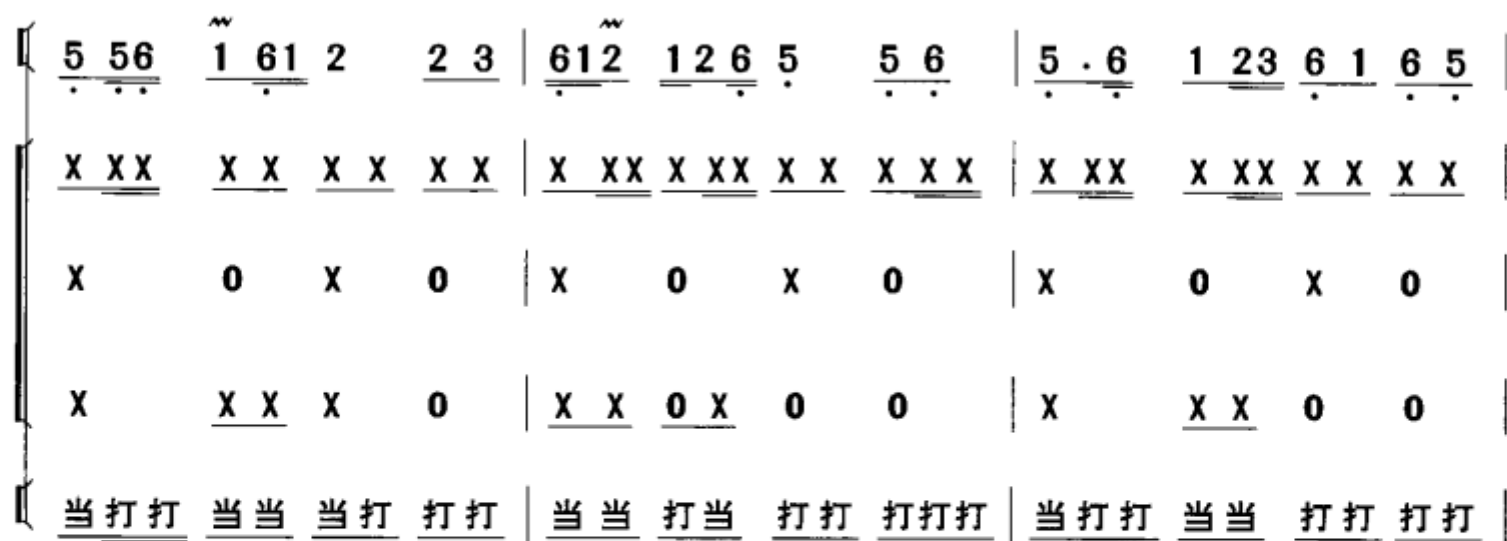 5 56 1 61 2 2 3 | 612 126 5 5 6 | 5 . 6 1 23 6 1 6 5 |
X XX X X X X X X | X XX X XX X X X X X | X XX X XX X X X X |
X 0 X 0 | X 0 X 0 | X 0 X 0 |
X X X X 0 | X X 0 X 0 0 | X X X 0 0 |
当打打 当当 当打 打打 | 当当 打当 打打 打打打 | 当打打 当当 打打 打打 |